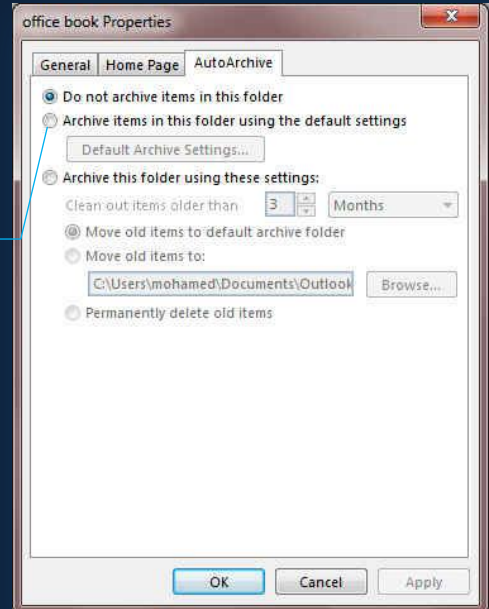 office book Properties
General Home Page AutoArchive
Do not archive items in this folder
Archive items in this folder using the default settings
Default Archive Settings...
Archive this folder using these settings:
Clean out items older than 3 Months
Move old items to default archive folder
Move old items to:
C:\Users\mohamed\Documents\Outlook Browse...
Permanently delete old items
OK Cancel Apply